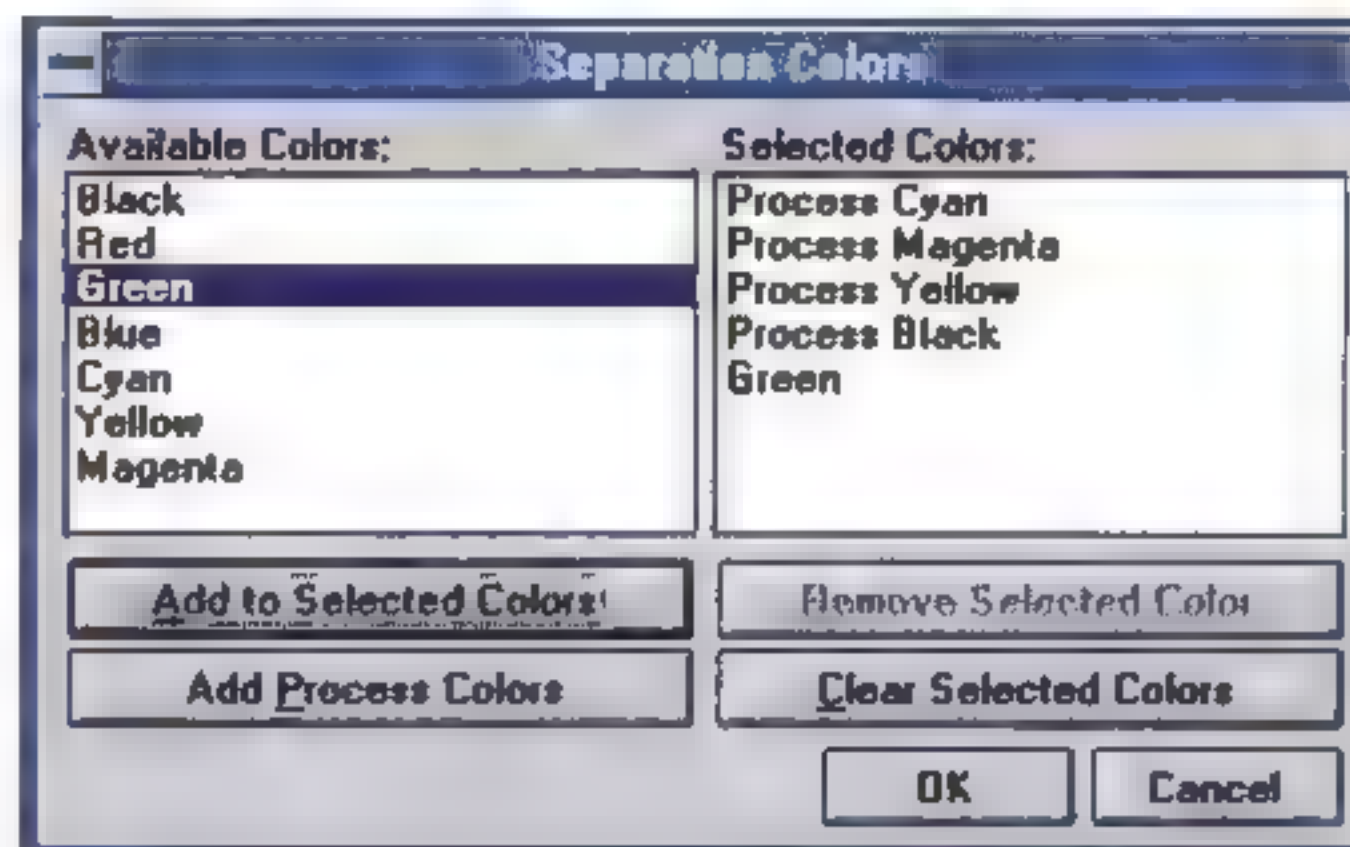 Separation Colors
Available Colors:
Black
Red
Green
Blue
Cyan
Yellow
Magenta
Selected Colors:
Process Cyan
Process Magenta
Process Yellow
Process Black
Green
Add to Selected Colors
Remove Selected Color
Add Process Colors
Clear Selected Colors
OK
Cancel